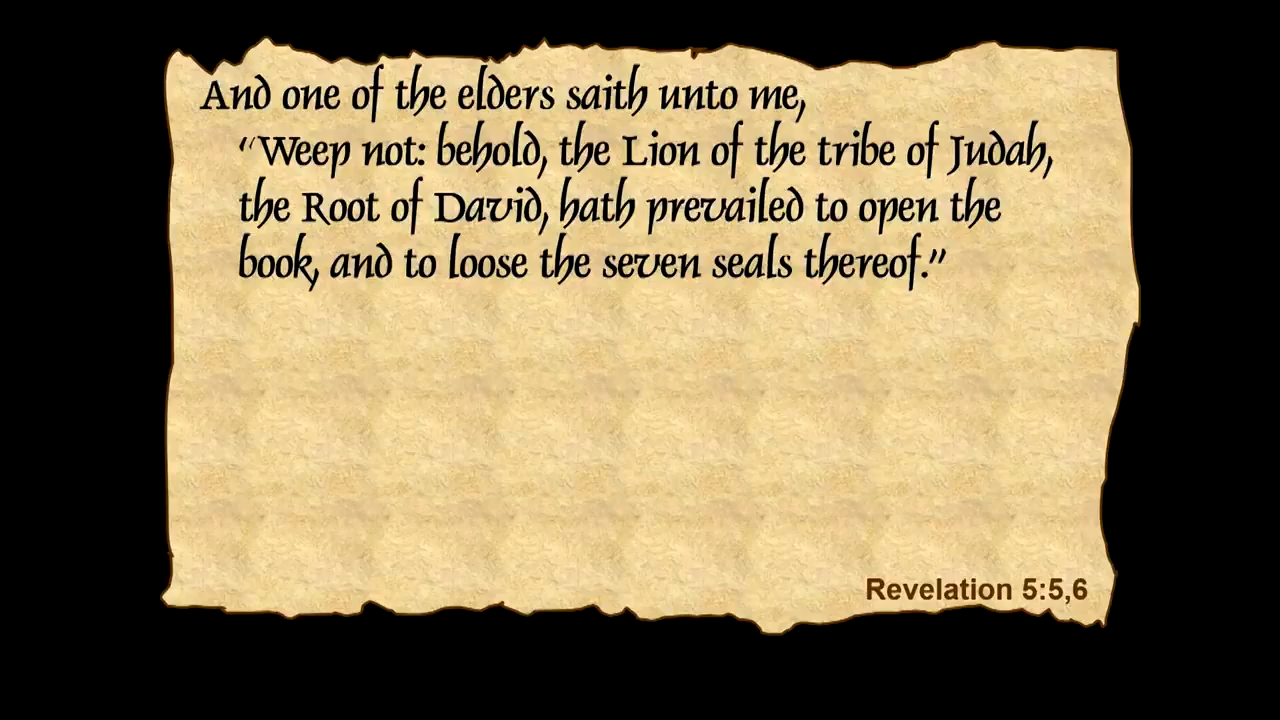 And one of the elders saith unto me,
“Weep not: behold, the Lion of the tribe of Judah,
the Root of David, hath prevailed to open the
book, and to loose the seven seals thereof.”
Revelation 5:5,6